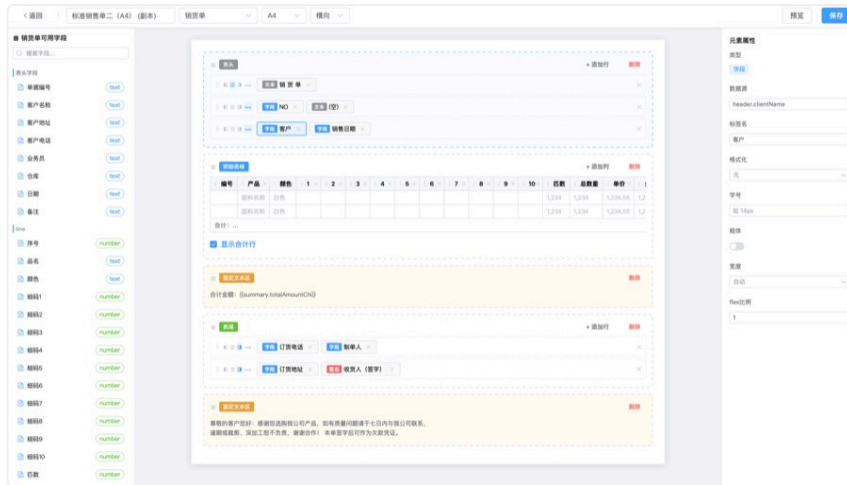 < 返回 标准销售单二（A4）(副本) 销货单 A4 横向 预览 保存
销货单可用字段
搜索字段...
表头字段
单据编号 text
客户名称 text
客户地址 text
客户电话 text
业务员 text
仓库 text
日期 text
备注 text
line
序号 number
品名 text
颜色 text
细码1 number
细码2 number
细码3 number
细码4 number
细码5 number
细码6 number
细码7 number
细码8 number
细码9 number
细码10 number
匹数 number
表头 + 添加行 删除
文本 销 货 单
字段 NO 文本 (空)
字段 客户 字段 销售日期
明细表格 + 添加列 删除
编号 产品 颜色 1 2 3 4 5 6 7 8 9 10 匹数 总数量 单价
面料名称 白色 1,234 1,234 1,234.56 1,2
面料名称 白色 1,234 1,234 1,234.56 1,2
合计: ...
显示合计行
固定文本区 删除
合计金额: {{summary.totalAmountCN}}
表尾 + 添加行 删除
字段 订货电话 字段 制单人
字段 订货地址 签名 收货人（签字）
固定文本区 删除
尊敬的客户您好：感谢您选购我公司产品，如有质量问题请于七日内与我公司联系，
逾期或裁剪、深加工恕不负责，谢谢合作！ 本单签字后可作为欠款凭证。
元素属性
类型
字段
数据源
header.clientName
标签名
客户
格式化
无
字号
如 14px
粗体
宽度
自动
flex比例
1